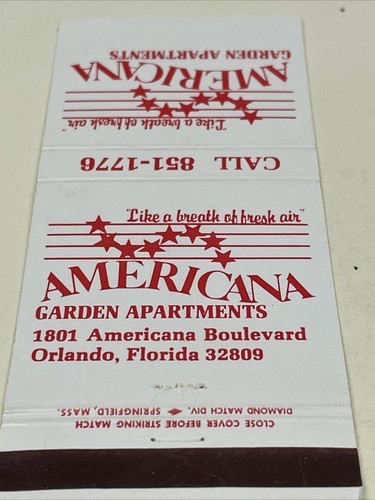 AMERICANA
GARDEN APARTMENTS
"Like a breath of fresh air"
CALL 851-1776
"Like a breath of fresh air"
AMERICANA
GARDEN APARTMENTS
1801 Americana Boulevard
Orlando, Florida 32809
CLOSE COVER BEFORE STRIKING MATCH
DIAMOND MATCH DIV. SPRINGFIELD, MASS.